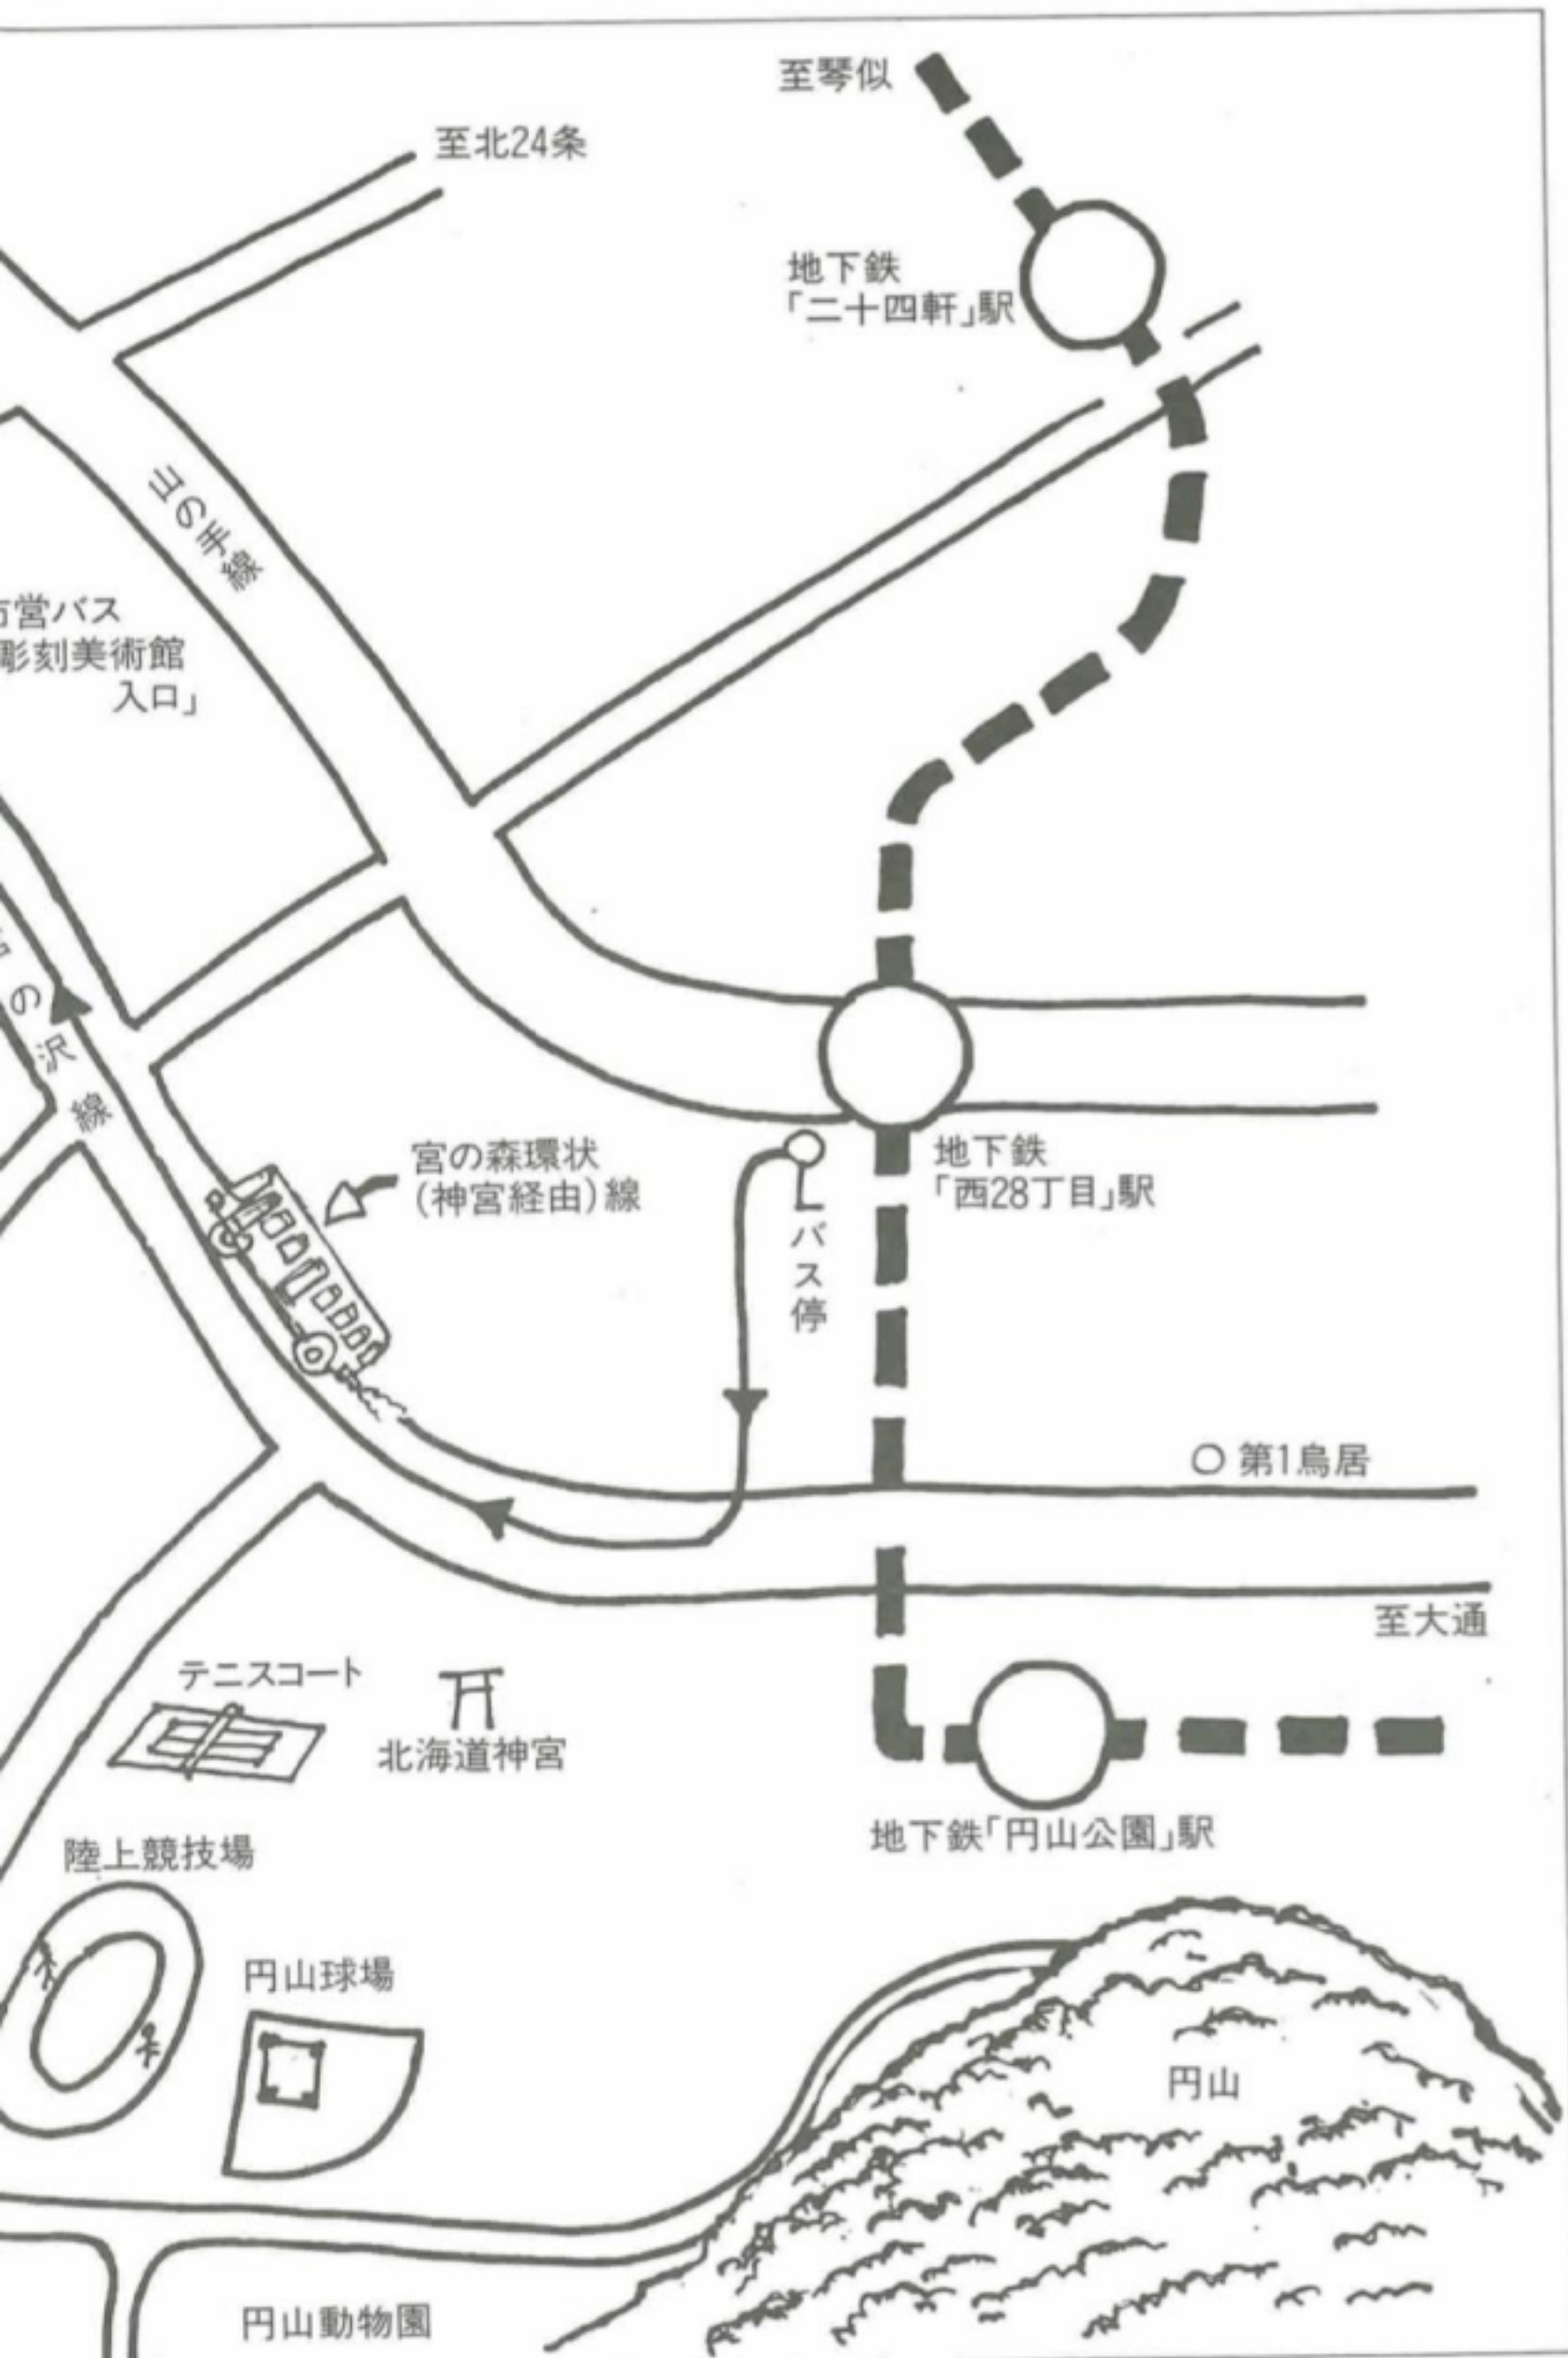 至琴似
至北24条
地下鉄
「二十四軒」駅
山の手線
市営バス
彫刻美術館
入口」
の沢線
宮の森環状
(神宮経由)線
地下鉄
「西28丁目」駅
バス停
第1鳥居
至大通
テニスコート
北海道神宮
地下鉄「円山公園」駅
陸上競技場
円山球場
円山
円山動物園